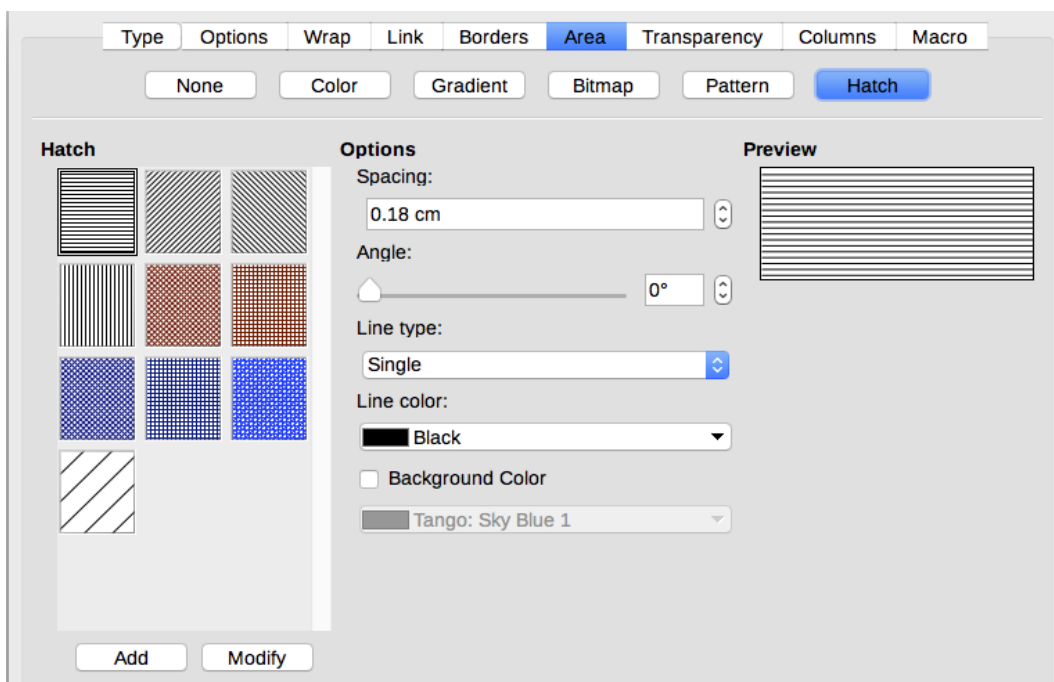 Type Options Wrap Link Borders Area Transparency Columns Macro
None Color Gradient Bitmap Pattern Hatch
Hatch
Options
Spacing:
0.18 cm
Angle:
0°
Line type:
Single
Line color:
Black
Background Color
Tango: Sky Blue 1
Preview
Add Modify